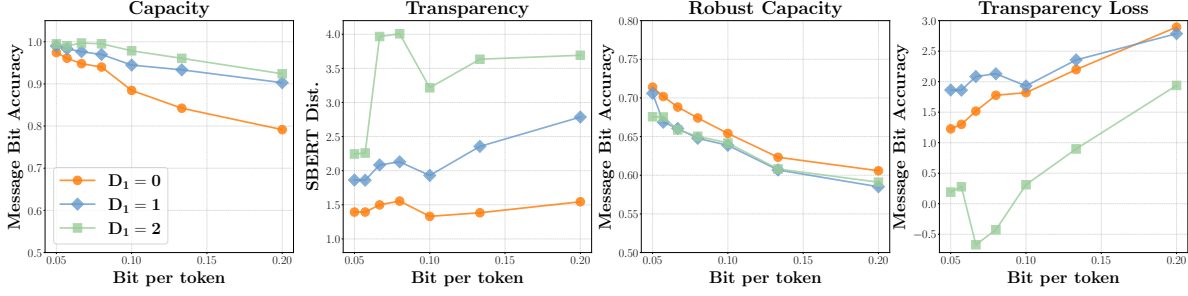 Capacity
Message Bit Accuracy
1.0
0.9
0.8
0.7
0.6
0.5
D₁ = 0
D₁ = 1
D₁ = 2
0.05
0.10
0.15
0.20
Bit per token
Transparency
SBERT Dist.
4.0
3.5
3.0
2.5
2.0
1.5
0.05
0.10
0.15
0.20
Bit per token
Robust Capacity
Message Bit Accuracy
0.80
0.75
0.70
0.65
0.60
0.55
0.50
0.05
0.10
0.15
0.20
Bit per token
Transparency Loss
Message Bit Accuracy
3.0
2.5
2.0
1.5
1.0
0.5
0.0
−0.5
0.05
0.10
0.15
0.20
Bit per token